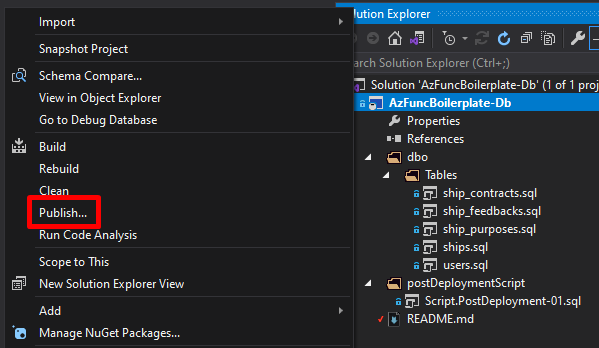 Import
Snapshot Project
Schema Compare...
View in Object Explorer
Go to Debug Database
Build
Rebuild
Clean
Publish...
Run Code Analysis
Scope to This
New Solution Explorer View
Add
Manage NuGet Packages...
olution Explorer
earch Solution Explorer (Ctrl+;)
Solution 'AzFuncBoilerplate-Db' (1 of 1 proj
AzFuncBoilerplate-Db
Properties
References
dbo
Tables
ship_contracts.sql
ship_feedbacks.sql
ship_purposes.sql
ships.sql
users.sql
postDeploymentScript
Script.PostDeployment-01.sql
README.md